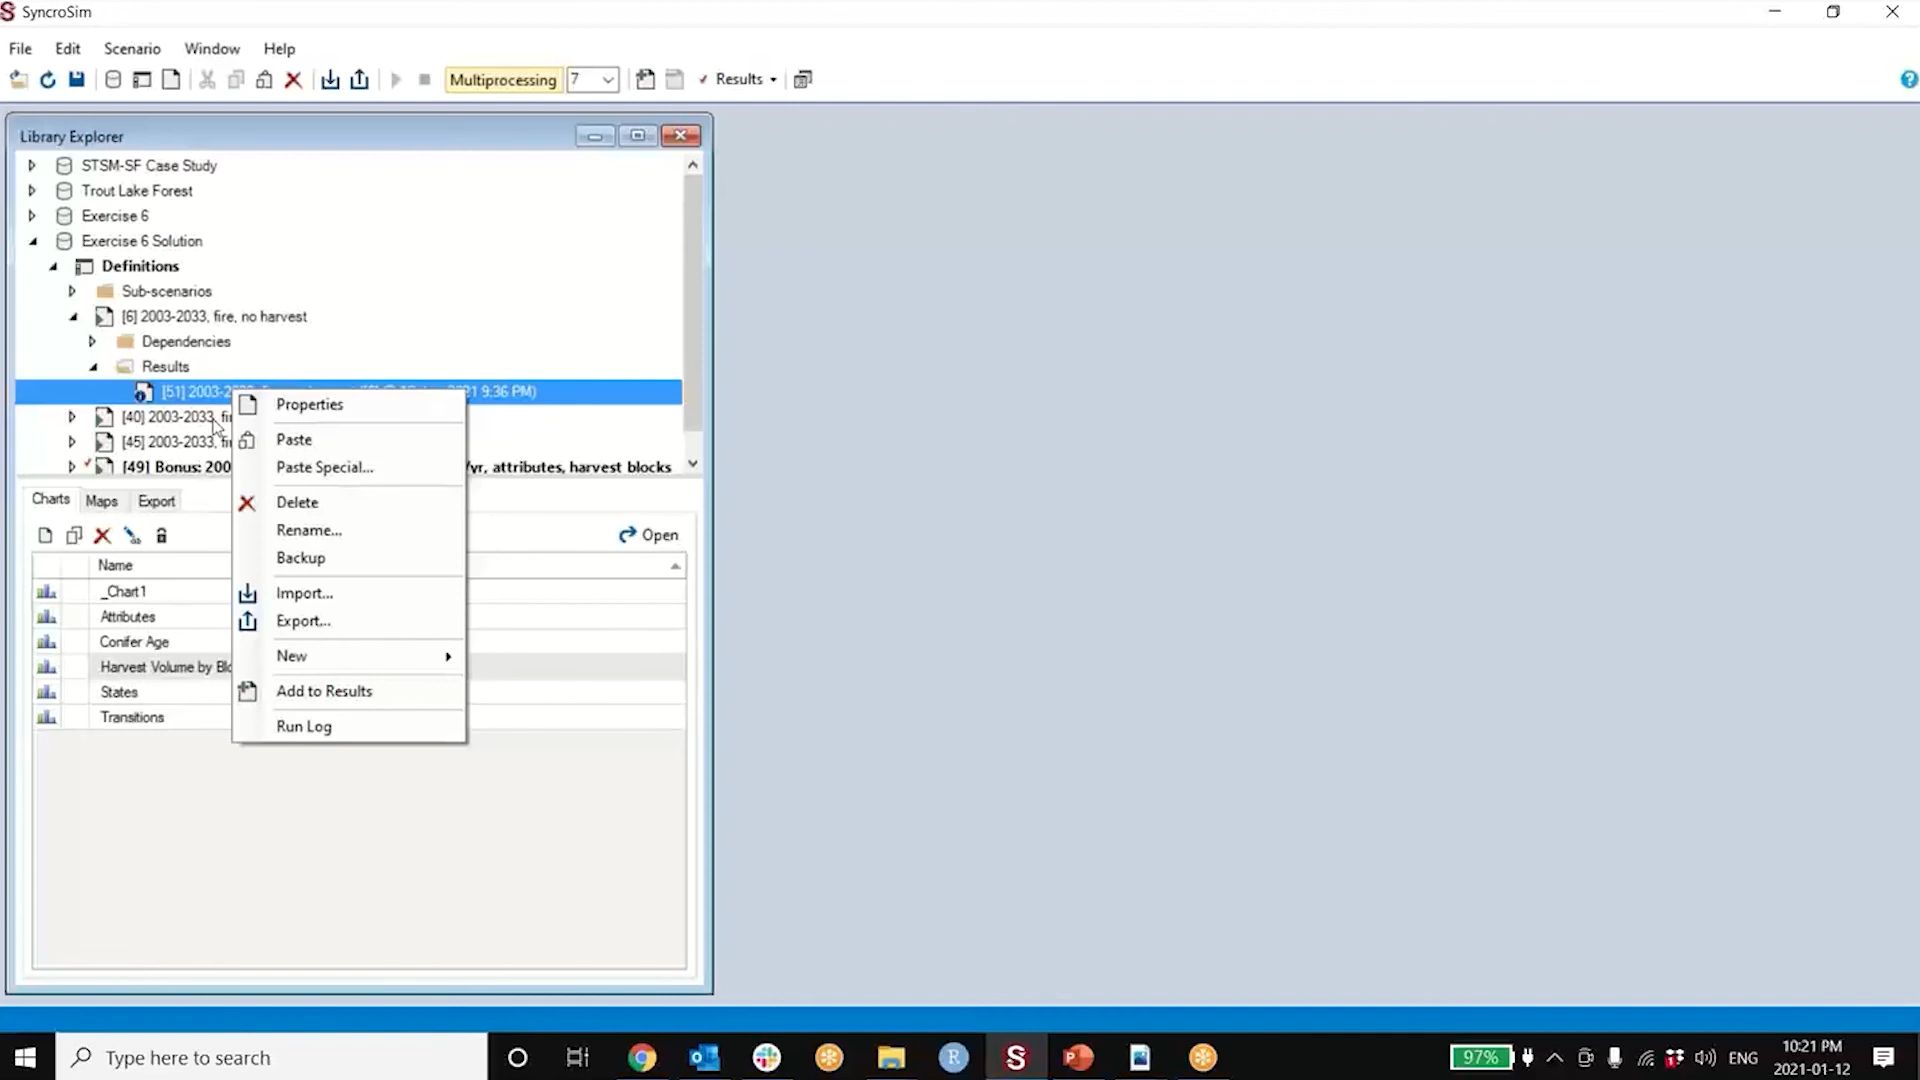 SyncroSim
File Edit Scenario Window Help
Multiprocessing 7 Results
Library Explorer
STSM-SF Case Study
Trout Lake Forest
Exercise 6
Exercise 6 Solution
Definitions
Sub-scenarios
[6] 2003-2033, fire, no harvest
Dependencies
Results
[51] 9:36 PM)
[40] 2003-2033,
[45] 2003-2033,
[49] Bonus: /yr, attributes, harvest blocks
Properties
Paste
Paste Special...
Delete
Rename...
Backup
Import...
Export...
New
Add to Results
Run Log
Charts Maps Export
Open
Name
_Chart1
Attributes
Conifer Age
Harvest Volume by
States
Transitions
Type here to search
97%
ENG
10:21 PM
2021-01-12